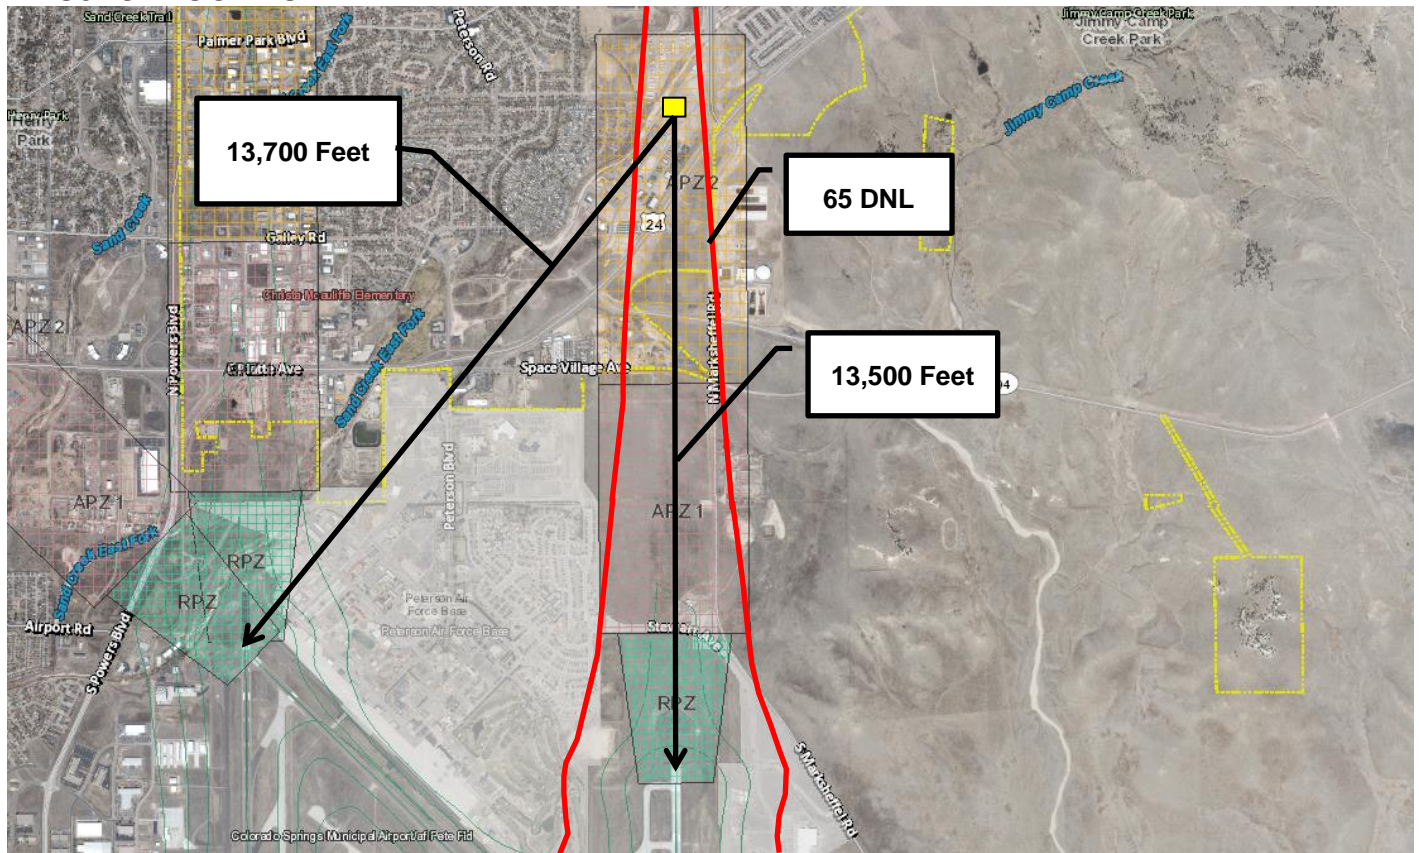 Sand Creek Trail
Palmer Park Blvd
Peterson Rd
Jimmy Camp Creek Park
Jimmy Camp
Creek Park
Jimmy Camp Creek
Henry Park
Henry
Park
Creek East Fork
13,700 Feet
APZ 2
65 DNL
24
Sand Creek
Galley Rd
Christa Mcauliffe Elementary
N Powers Blvd
APZ 2
Sand Creek East Fork
Space Village Ave
N Marksheffel Rd
13,500 Feet
94
Peterson Blvd
APZ 1
APZ 1
Sand Creek East Fork
RPZ
RPZ
Peterson Air
Force Base
Peterson Air Force Base
Airport Rd
S Powers Blvd
Stewart Ave
RPZ
S Marksheffel Rd
Colorado Springs Municipal Airport/af Pete Fld